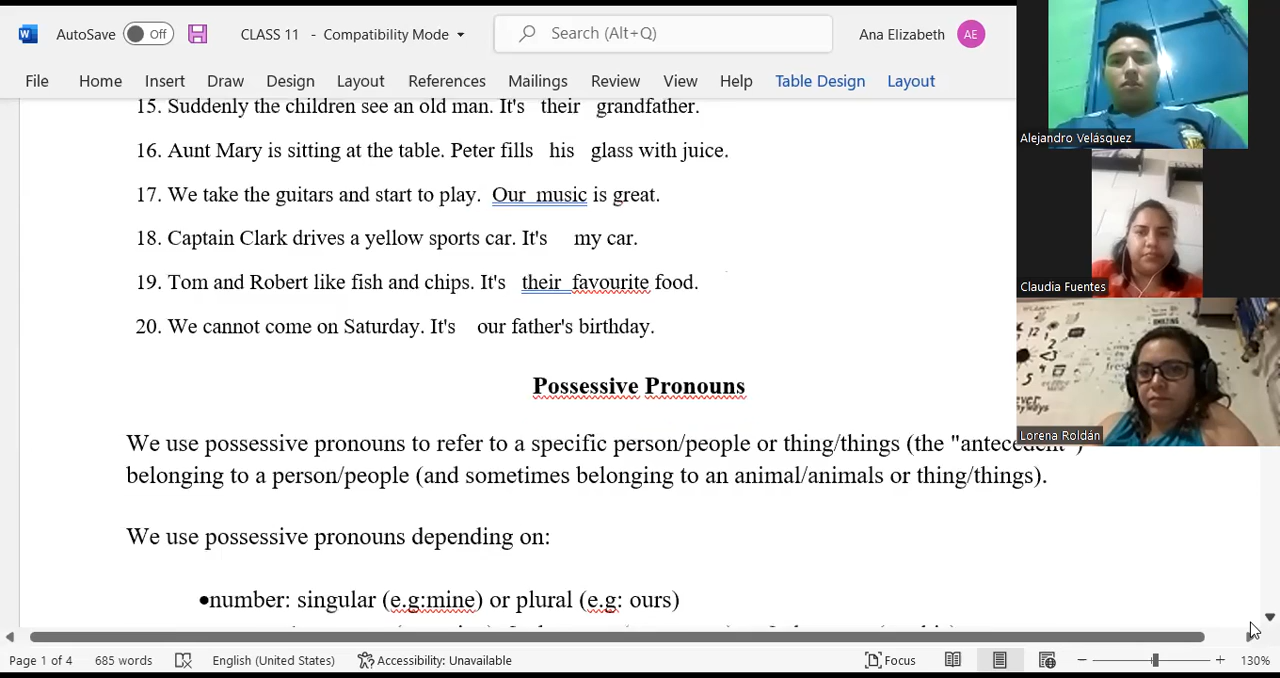 AutoSave Off CLASS 11 - Compatibility Mode Search (Alt+Q) Ana Elizabeth AE
File Home Insert Draw Design Layout References Mailings Review View Help Table Design Layout
15. Suddenly the children see an old man. It's their grandfather.
16. Aunt Mary is sitting at the table. Peter fills his glass with juice.
17. We take the guitars and start to play. Our music is great.
18. Captain Clark drives a yellow sports car. It's my car.
19. Tom and Robert like fish and chips. It's their favourite food.
20. We cannot come on Saturday. It's our father's birthday.
Possessive Pronouns
We use possessive pronouns to refer to a specific person/people or thing/things (the "antecedent")
belonging to a person/people (and sometimes belonging to an animal/animals or thing/things).
We use possessive pronouns depending on:
•number: singular (e.g:mine) or plural (e.g: ours)
Page 1 of 4 685 words English (United States) Accessibility: Unavailable Focus 130%
Alejandro Velásquez
Claudia Fuentes
Lorena Roldán